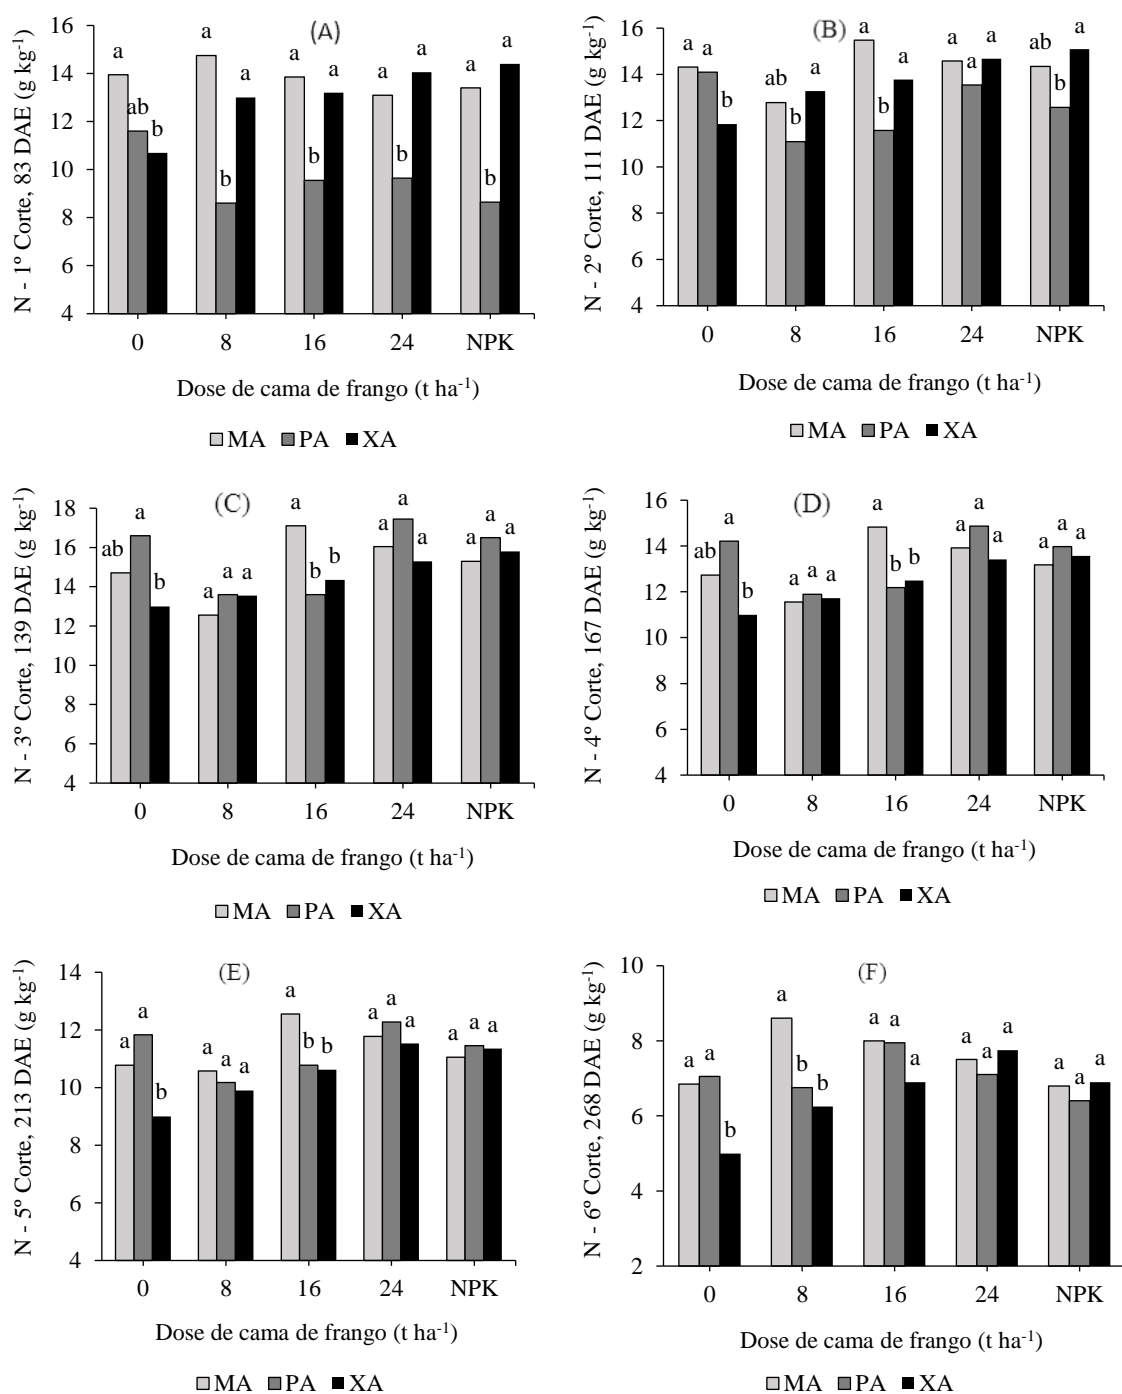 (A)
N - 1º Corte, 83 DAE (g kg⁻¹)
16
14
12
10
8
6
4
a ab b
a b a
a b a
a b a
a b a
0 8 16 24 NPK
Dose de cama de frango (t ha⁻¹)
MA PA XA
(B)
N - 2º Corte, 111 DAE (g kg⁻¹)
16
14
12
10
8
6
4
a a b
a b a
a b a
a a a
ab b a
0 8 16 24 NPK
Dose de cama de frango (t ha⁻¹)
MA PA XA
(C)
N - 3º Corte, 139 DAE (g kg⁻¹)
18
16
14
12
10
8
6
4
ab a b
a a a
a b b
a a a
a a a
0 8 16 24 NPK
Dose de cama de frango (t ha⁻¹)
MA PA XA
(D)
N - 4º Corte, 167 DAE (g kg⁻¹)
16
14
12
10
8
6
4
ab a b
a a a
a b b
a a a
a a a
0 8 16 24 NPK
Dose de cama de frango (t ha⁻¹)
MA PA XA
(E)
N - 5º Corte, 213 DAE (g kg⁻¹)
14
12
10
8
6
4
a a b
a a a
a b b
a a a
a a a
0 8 16 24 NPK
Dose de cama de frango (t ha⁻¹)
MA PA XA
(F)
N - 6º Corte, 268 DAE (g kg⁻¹)
10
8
6
4
2
a a b
a b b
a a a
a a a
a a a
0 8 16 24 NPK
Dose de cama de frango (t ha⁻¹)
MA PA XA